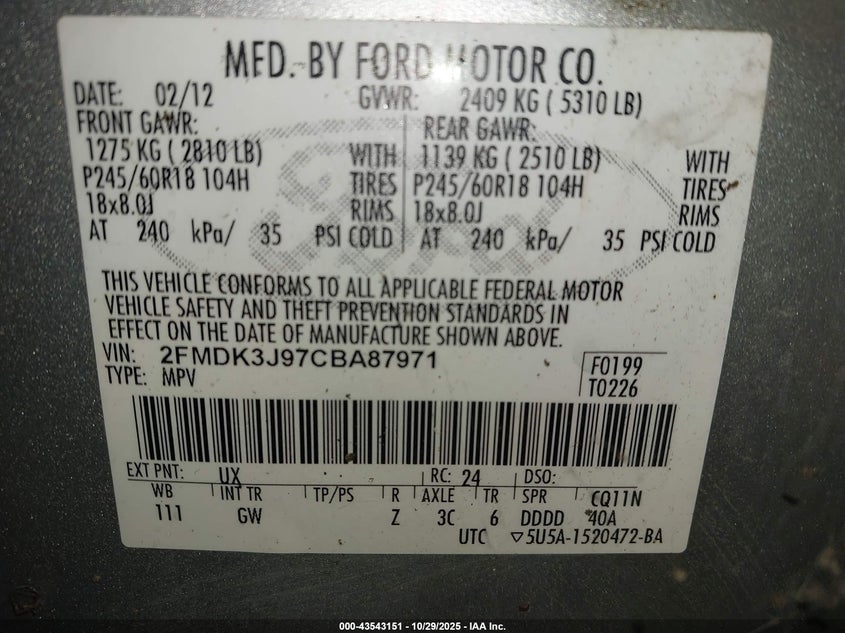 MFD. BY FORD MOTOR CO.
DATE: 02/12 GVWR: 2409 KG ( 5310 LB)
FRONT GAWR: REAR GAWR:
1275 KG ( 2810 LB) WITH 1139 KG ( 2510 LB) WITH
P245/60R18 104H TIRES P245/60R18 104H TIRES
18x8.0J RIMS 18x8.0J RIMS
AT 240 kPa/ 35 PSI COLD AT 240 kPa/ 35 PSI COLD
Ford
THIS VEHICLE CONFORMS TO ALL APPLICABLE FEDERAL MOTOR
VEHICLE SAFETY AND THEFT PREVENTION STANDARDS IN
EFFECT ON THE DATE OF MANUFACTURE SHOWN ABOVE.
VIN: 2FMDK3J97CBA87971
TYPE: MPV
F0199
T0226
EXT PNT: UX RC: 24 DSO:
WB INT TR TP/PS R AXLE TR SPR CQ11N
111 GW Z 3C 6 DDDD 40A
UTC ▽5U5A-1520472-BA
000-43543151 | 10/29/2025 - IAA Inc.